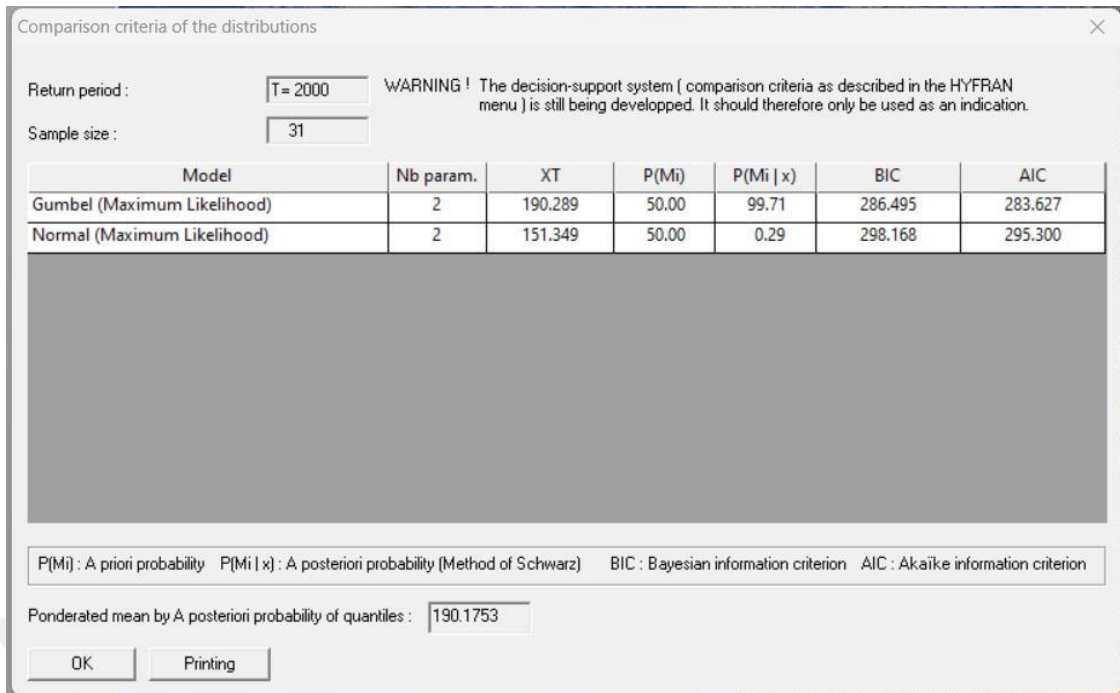 Comparison criteria of the distributions
Return period : T= 2000 WARNING ! The decision-support system ( comparison criteria as described in the HYFRAN
menu ) is still being developped. It should therefore only be used as an indication.
Sample size : 31
Model Nb param. XT P(Mi) P(Mi | x) BIC AIC
Gumbel (Maximum Likelihood) 2 190.289 50.00 99.71 286.495 283.627
Normal (Maximum Likelihood) 2 151.349 50.00 0.29 298.168 295.300
P(Mi) : A priori probability P(Mi | x) : A posteriori probability (Method of Schwarz) BIC : Bayesian information criterion AIC : Akaïke information criterion
Ponderated mean by A posteriori probability of quantiles : 190.1753
OK Printing